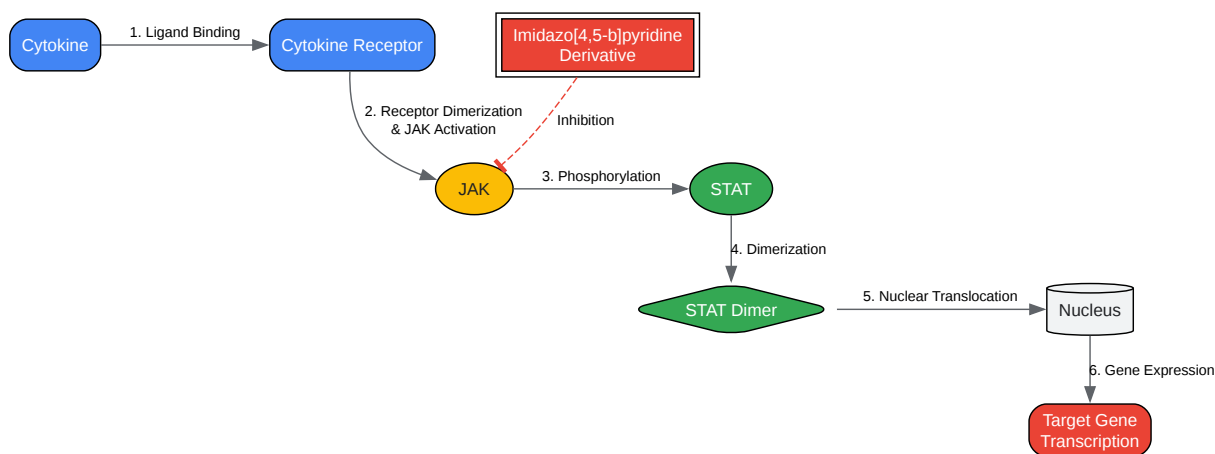 Cytokine
1. Ligand Binding
Cytokine Receptor
Imidazo[4,5-b]pyridine
Derivative
2. Receptor Dimerization
& JAK Activation
Inhibition
JAK
3. Phosphorylation
STAT
4. Dimerization
STAT Dimer
5. Nuclear Translocation
Nucleus
6. Gene Expression
Target Gene
Transcription